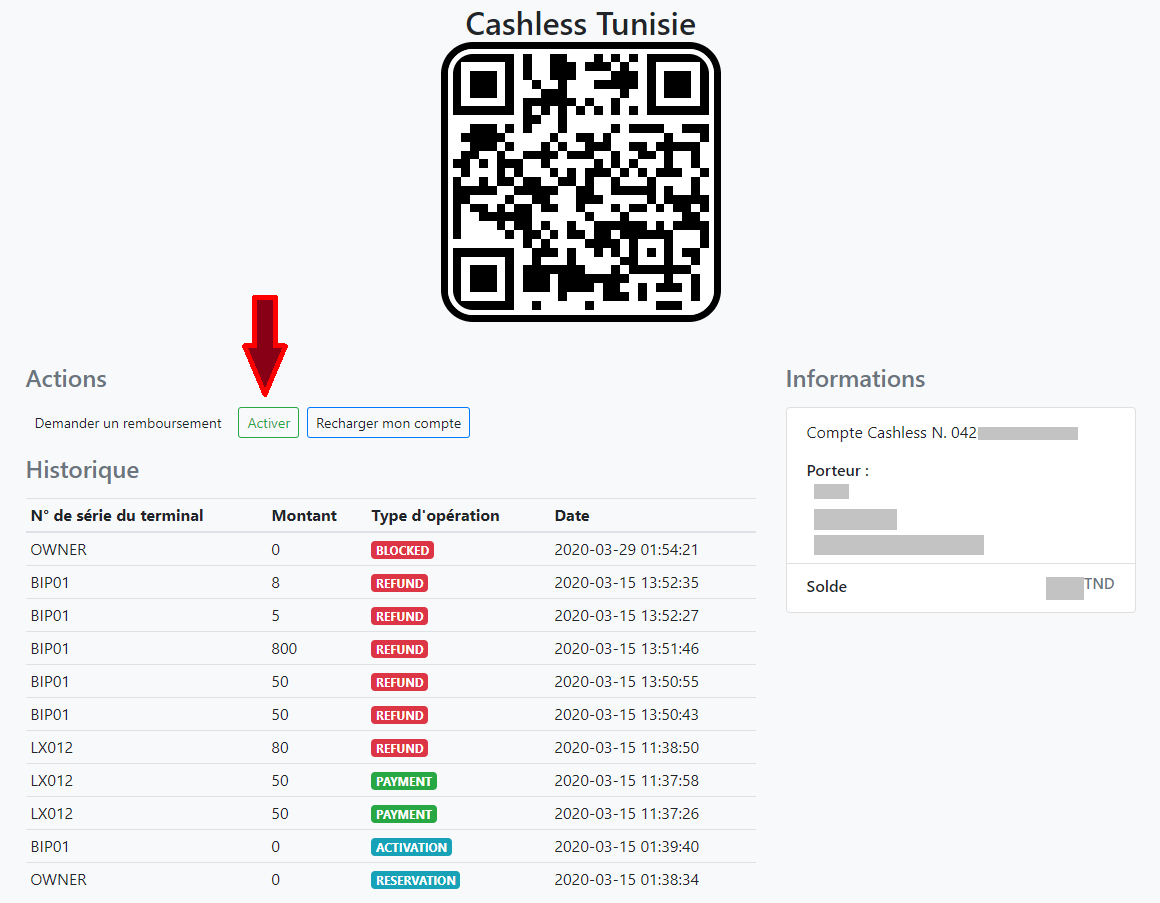 Cashless Tunisie
Actions
Demander un remboursement Activer Recharger mon compte
Historique
N° de série du terminal Montant Type d'opération Date
OWNER 0 BLOCKED 2020-03-29 01:54:21
BIP01 8 REFUND 2020-03-15 13:52:35
BIP01 5 REFUND 2020-03-15 13:52:27
BIP01 800 REFUND 2020-03-15 13:51:46
BIP01 50 REFUND 2020-03-15 13:50:55
BIP01 50 REFUND 2020-03-15 13:50:43
LX012 80 REFUND 2020-03-15 11:38:50
LX012 50 PAYMENT 2020-03-15 11:37:58
LX012 50 PAYMENT 2020-03-15 11:37:26
BIP01 0 ACTIVATION 2020-03-15 01:39:40
OWNER 0 RESERVATION 2020-03-15 01:38:34
Informations
Compte Cashless N. 042
Porteur :
Solde TND